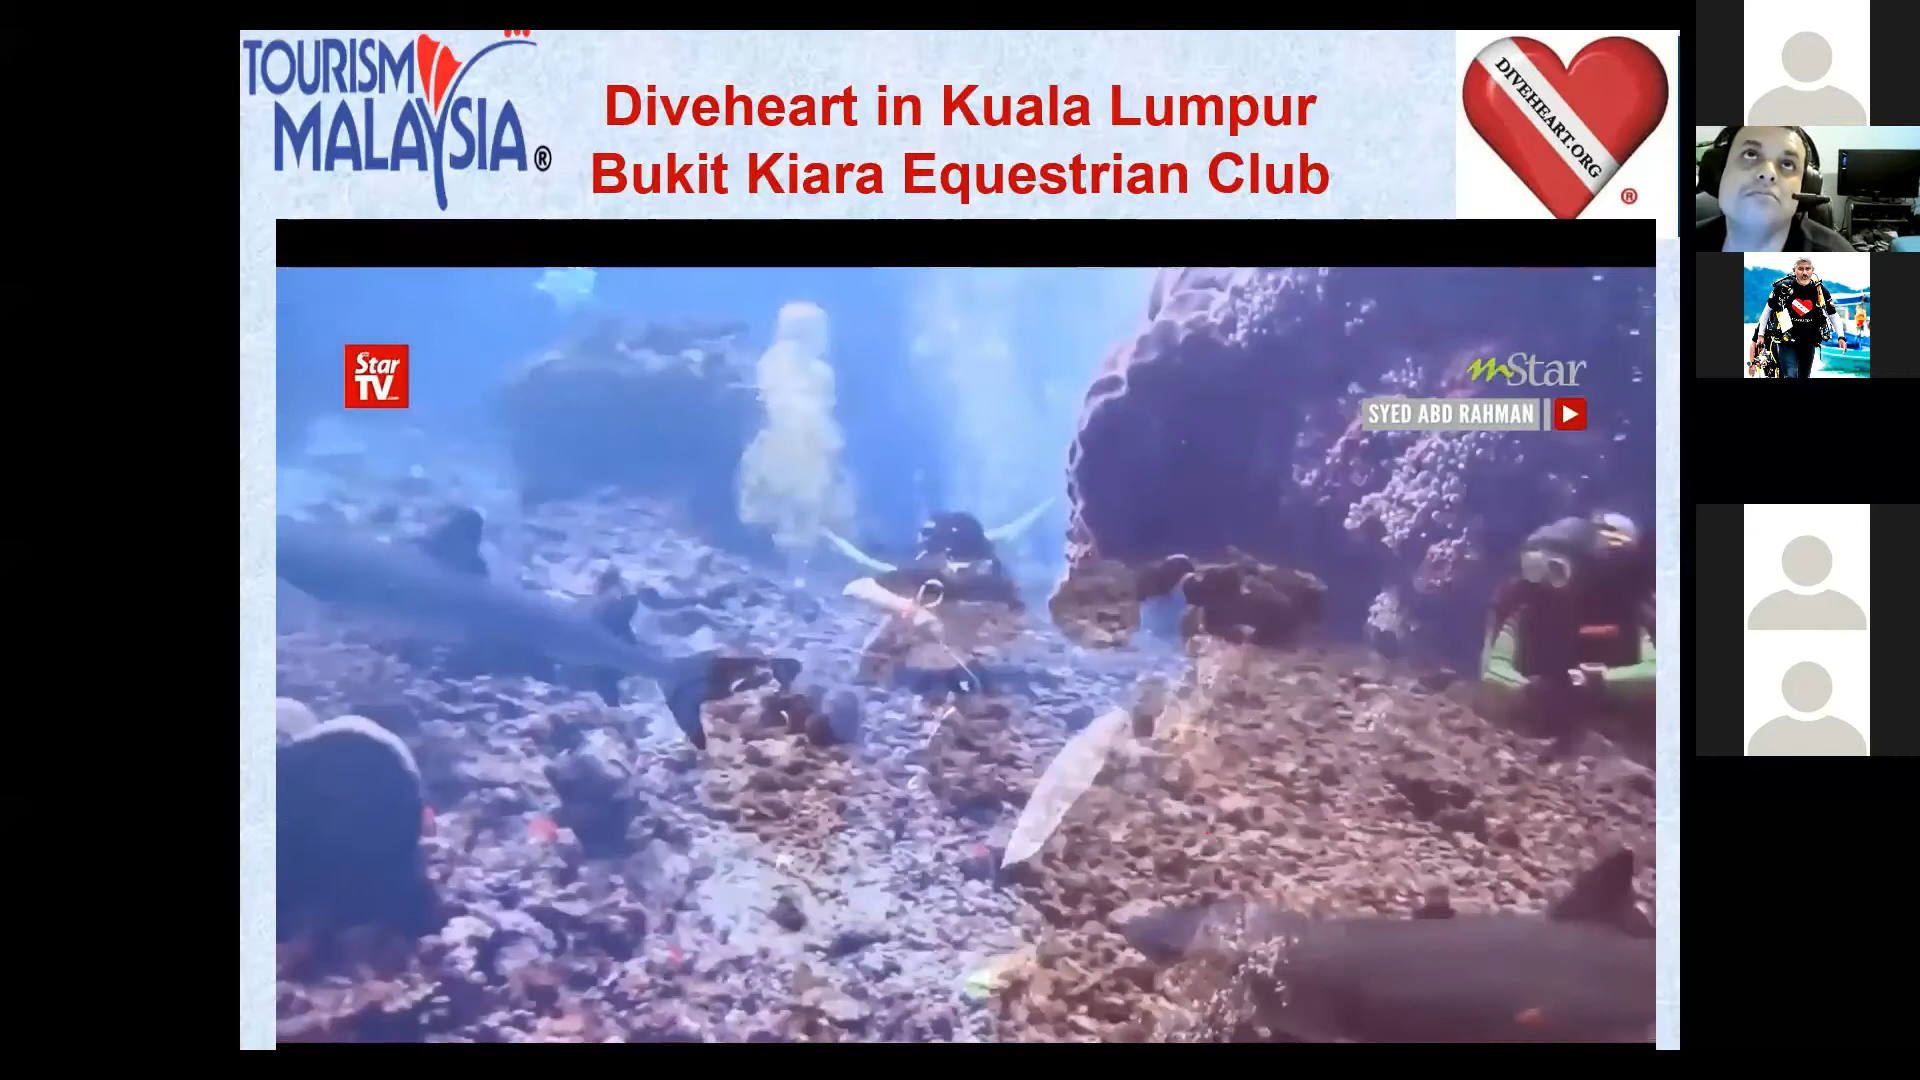 TOURISM
MALAYSIA®
Diveheart in Kuala Lumpur
Bukit Kiara Equestrian Club
DIVEHEART.ORG
®
Star
TV
mStar
SYED ABD RAHMAN